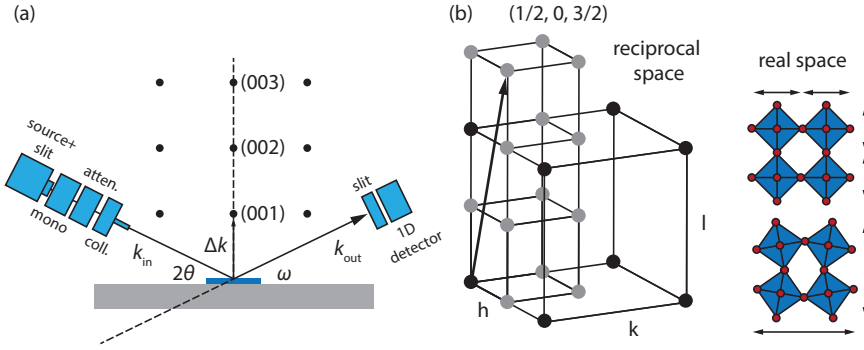 (a)
(003)
(002)
(001)
source+
slit
mono
atten.
coll.
k_in
Δk
k_out
slit
1D
detector
2θ
ω
(b)
(1/2, 0, 3/2)
reciprocal
space
h
k
l
real space